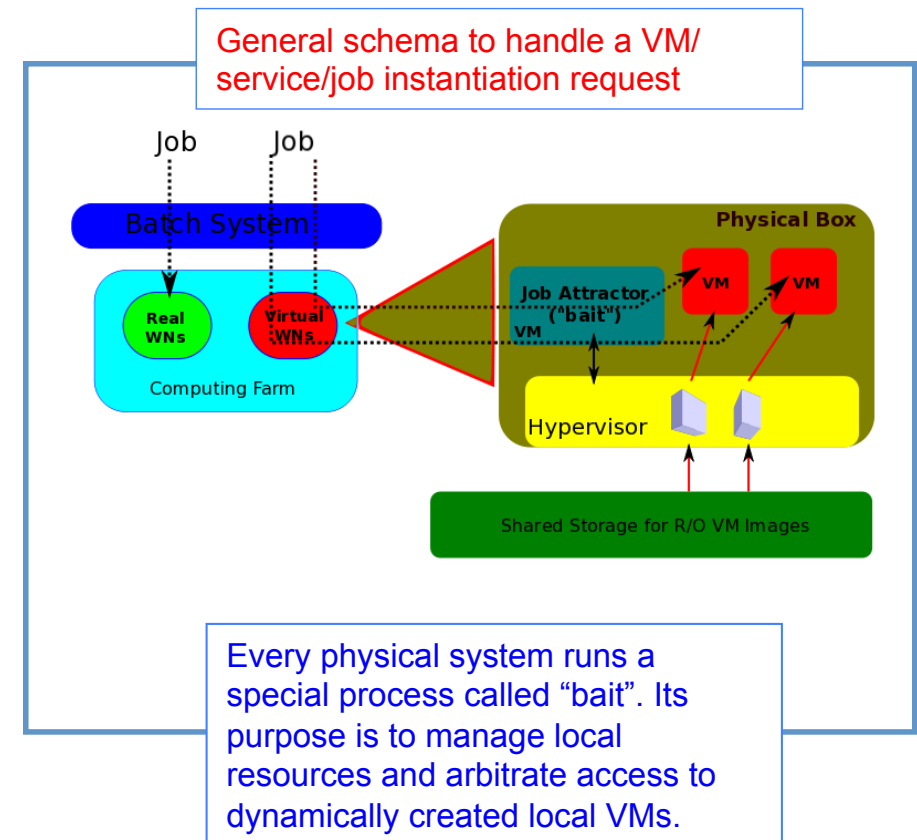 General schema to handle a VM/
service/job instantiation request
Job
Job
Batch System
Physical Box
Real
WNs
Virtual
WNs
Computing Farm
Job Attractor
("bait")
VM
VM
VM
Hypervisor
Shared Storage for R/O VM Images
Every physical system runs a
special process called “bait”. Its
purpose is to manage local
resources and arbitrate access to
dynamically created local VMs.